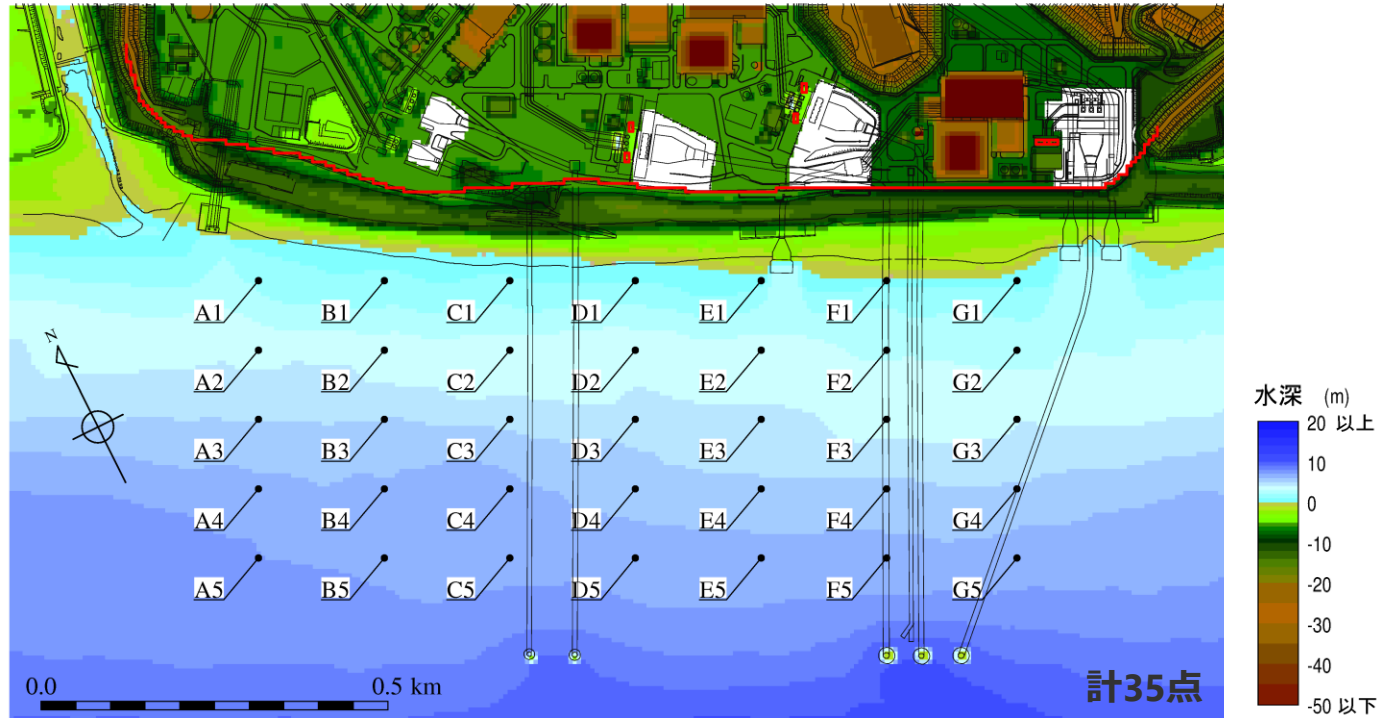 A1 B1 C1 D1 E1 F1 G1
N
A2 B2 C2 D2 E2 F2 G2
A3 B3 C3 D3 E3 F3 G3
A4 B4 C4 D4 E4 F4 G4
A5 B5 C5 D5 E5 F5 G5
0.0 0.5 km
計35点
水深 (m)
20 以上
10
0
-10
-20
-30
-40
-50 以下